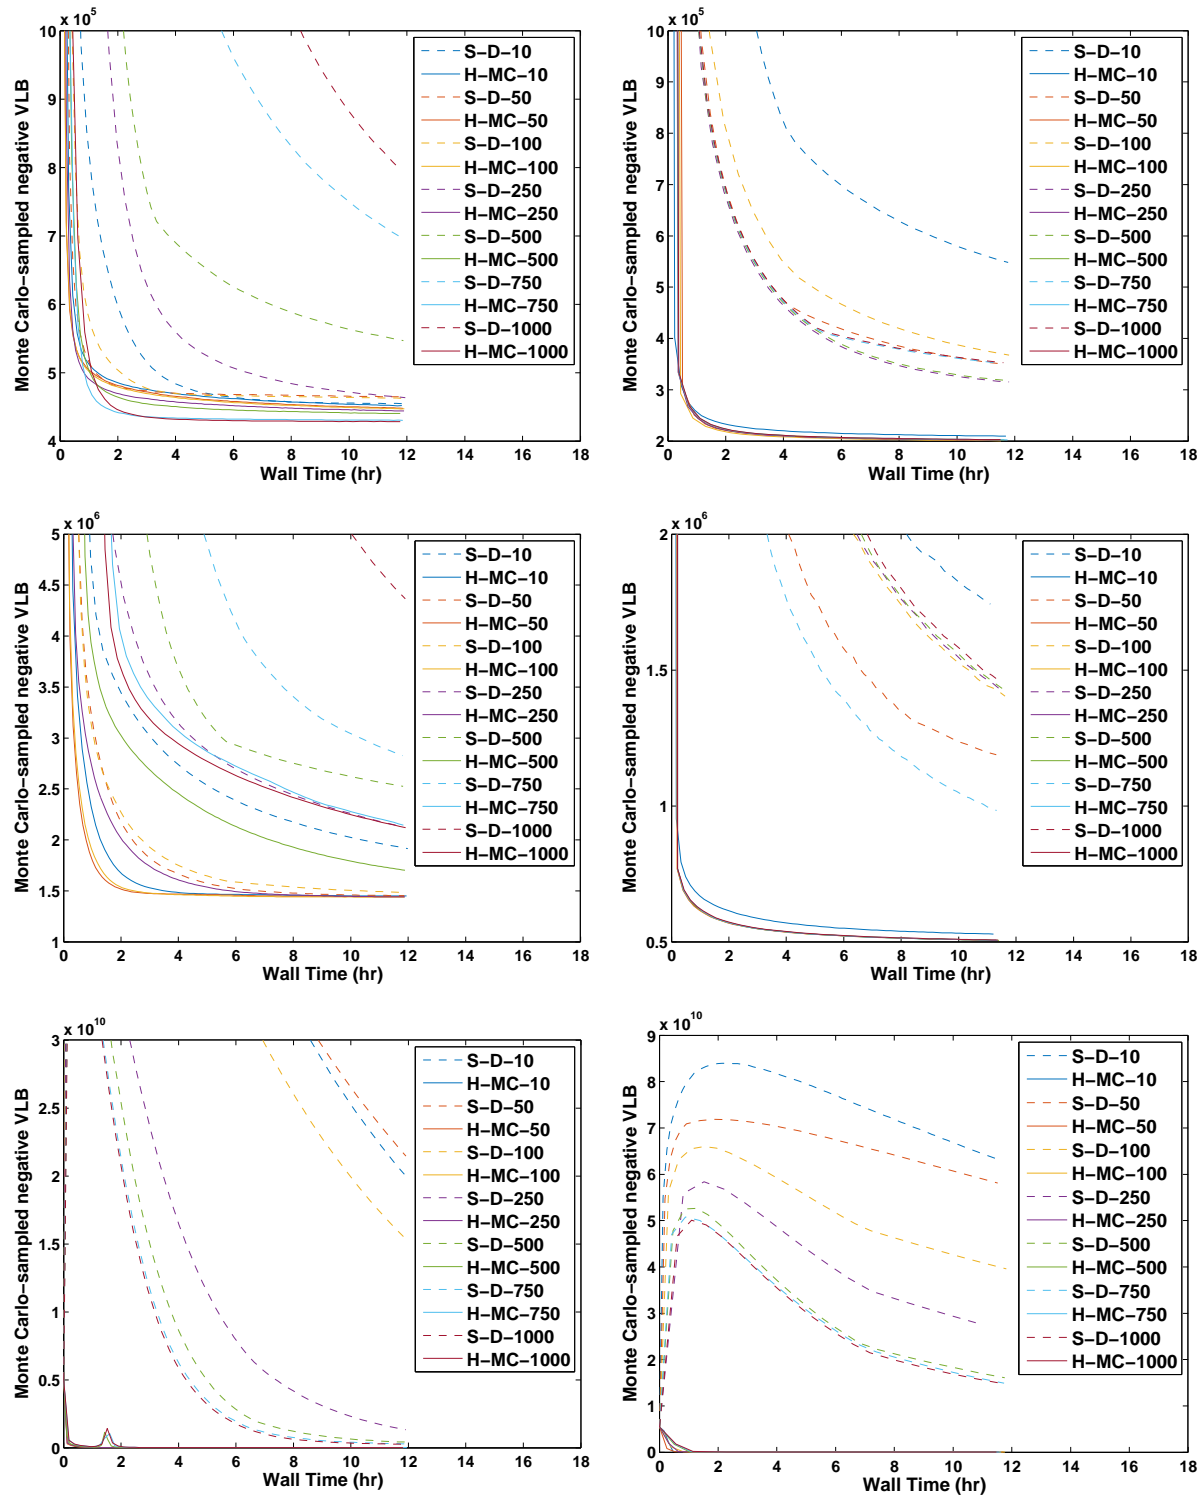 x 10^5
10
9
8
7
6
5
4
0 2 4 6 8 10 12 14 16 18
Monte Carlo-sampled negative VLB
Wall Time (hr)
S-D-10
H-MC-10
S-D-50
H-MC-50
S-D-100
H-MC-100
S-D-250
H-MC-250
S-D-500
H-MC-500
S-D-750
H-MC-750
S-D-1000
H-MC-1000
x 10^5
10
9
8
7
6
5
4
3
2
0 2 4 6 8 10 12 14 16 18
Monte Carlo-sampled negative VLB
Wall Time (hr)
S-D-10
H-MC-10
S-D-50
H-MC-50
S-D-100
H-MC-100
S-D-250
H-MC-250
S-D-500
H-MC-500
S-D-750
H-MC-750
S-D-1000
H-MC-1000
x 10^6
5
4.5
4
3.5
3
2.5
2
1.5
1
0 2 4 6 8 10 12 14 16 18
Monte Carlo-sampled negative VLB
Wall Time (hr)
S-D-10
H-MC-10
S-D-50
H-MC-50
S-D-100
H-MC-100
S-D-250
H-MC-250
S-D-500
H-MC-500
S-D-750
H-MC-750
S-D-1000
H-MC-1000
x 10^6
2
1.5
1
0.5
0 2 4 6 8 10 12 14 16 18
Monte Carlo-sampled negative VLB
Wall Time (hr)
S-D-10
H-MC-10
S-D-50
H-MC-50
S-D-100
H-MC-100
S-D-250
H-MC-250
S-D-500
H-MC-500
S-D-750
H-MC-750
S-D-1000
H-MC-1000
x 10^10
3
2.5
2
1.5
1
0.5
0
0 2 4 6 8 10 12 14 16 18
Monte Carlo-sampled negative VLB
Wall Time (hr)
S-D-10
H-MC-10
S-D-50
H-MC-50
S-D-100
H-MC-100
S-D-250
H-MC-250
S-D-500
H-MC-500
S-D-750
H-MC-750
S-D-1000
H-MC-1000
x 10^10
9
8
7
6
5
4
3
2
1
0
0 2 4 6 8 10 12 14 16 18
Monte Carlo-sampled negative VLB
Wall Time (hr)
S-D-10
H-MC-10
S-D-50
H-MC-50
S-D-100
H-MC-100
S-D-250
H-MC-250
S-D-500
H-MC-500
S-D-750
H-MC-750
S-D-1000
H-MC-1000